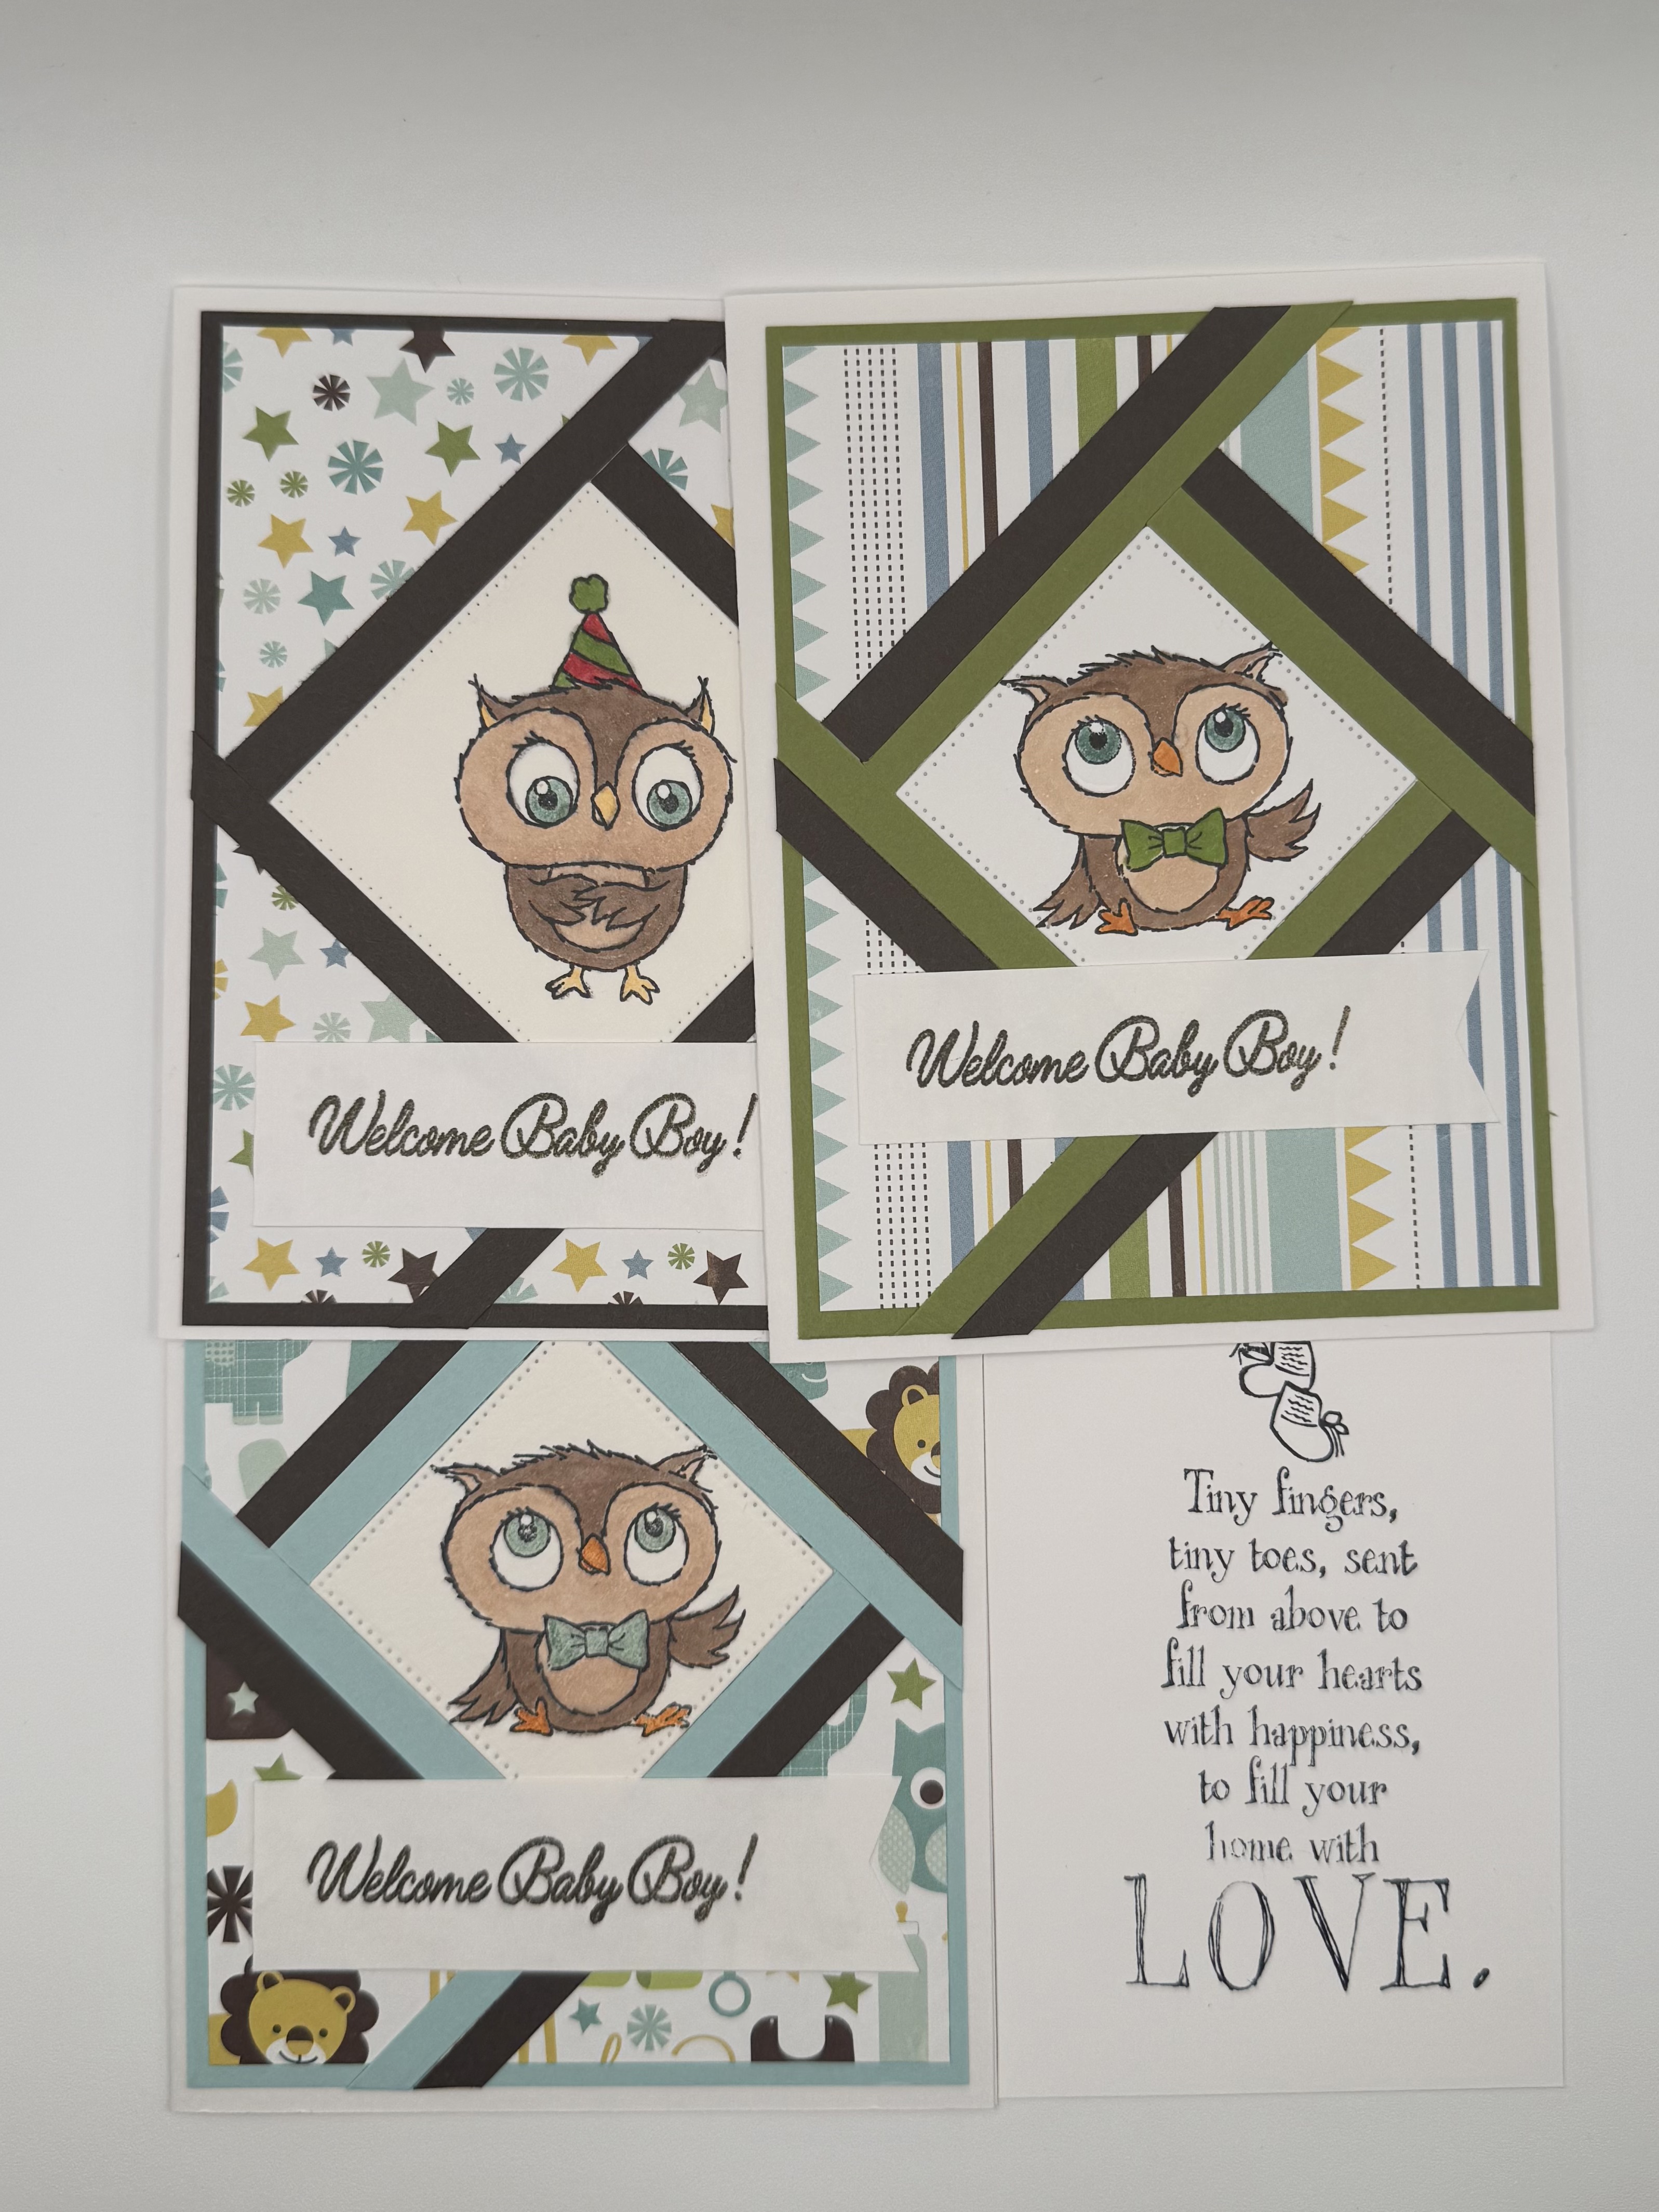 Welcome Baby Boy!
Welcome Baby Boy!
Welcome Baby Boy!
Tiny fingers,
tiny toes, sent
from above to
fill your hearts
with happiness,
to fill your
home with
LOVE.